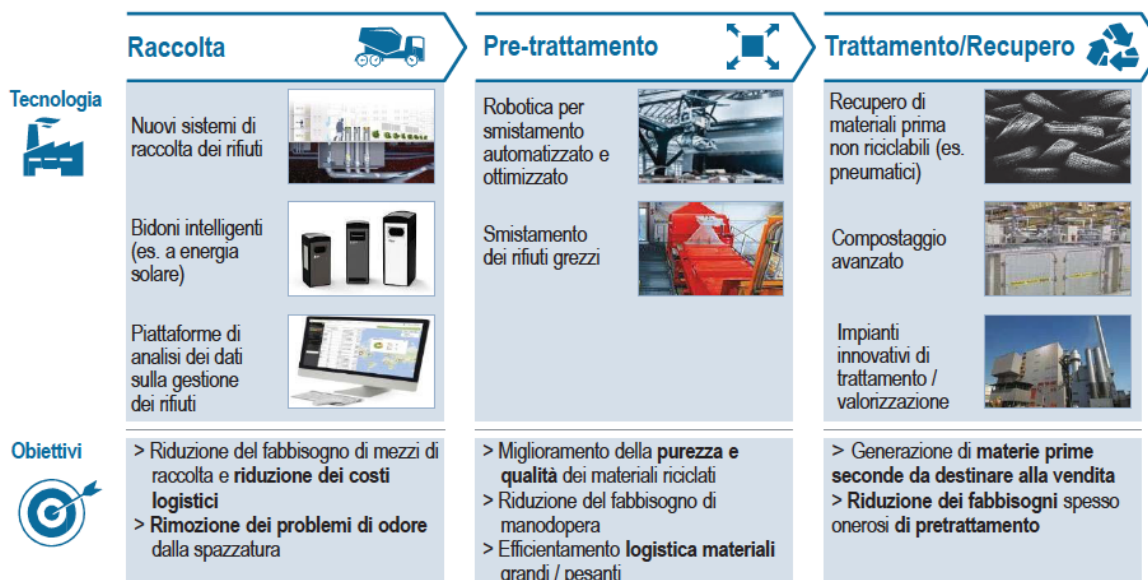 Raccolta
Pre-trattamento
Trattamento/Recupero
Tecnologia
Nuovi sistemi di
raccolta dei rifiuti
Bidoni intelligenti
(es. a energia
solare)
Piattaforme di
analisi dei dati
sulla gestione
dei rifiuti
Robotica per
smistamento
automatizzato e
ottimizzato
Smistamento
dei rifiuti grezzi
Recupero di
materiali prima
non riciclabili (es.
pneumatici)
Compostaggio
avanzato
Impianti
innovativi di
trattamento /
valorizzazione
Obiettivi
> Riduzione del fabbisogno di mezzi di
raccolta e riduzione dei costi
logistici
> Rimozione dei problemi di odore
dalla spazzatura
> Miglioramento della purezza e
qualità dei materiali riciclati
> Riduzione del fabbisogno di
manodopera
> Efficientamento logistica materiali
grandi / pesanti
> Generazione di materie prime
seconde da destinare alla vendita
> Riduzione dei fabbisogni spesso
onerosi di pretrattamento